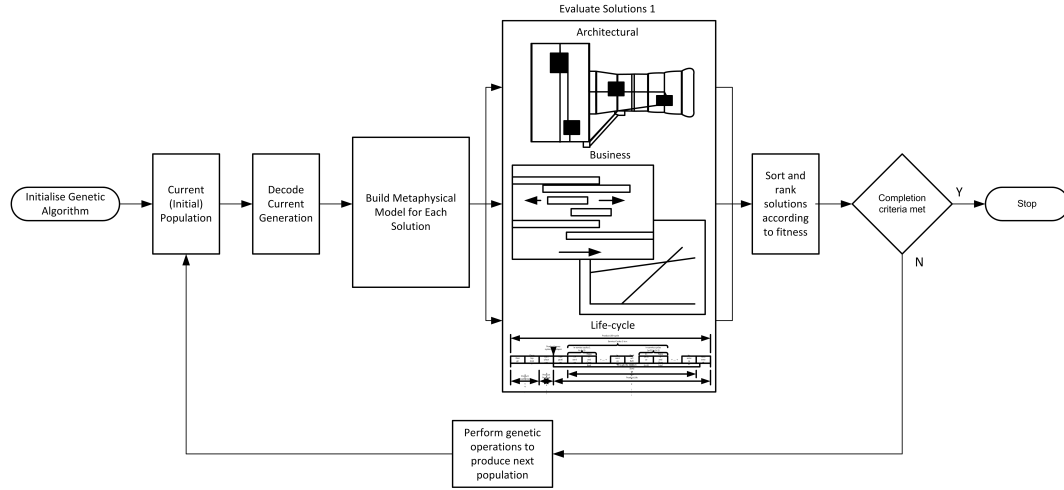 Evaluate Solutions 1
Architectural
Business
Life-cycle
Initialise Genetic
Algorithm
Current
(Initial)
Population
Decode
Current
Generation
Build Metaphysical
Model for Each
Solution
Sort and
rank
solutions
according
to fitness
Completion
criteria met
Y
Stop
N
Perform genetic
operations to
produce next
population